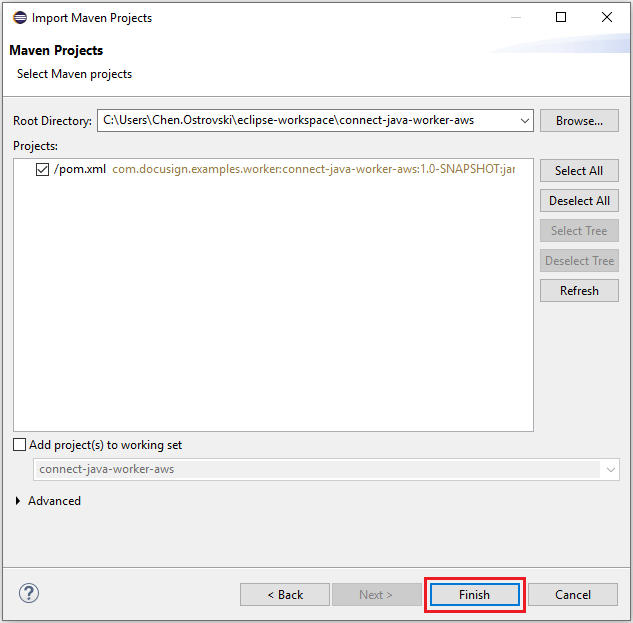 Import Maven Projects
Maven Projects
Select Maven projects
Root Directory: C:\Users\Chen.Ostrovski\eclipse-workspace\connect-java-worker-aws Browse...
Projects:
/pom.xml com.docusign.examples.worker:connect-java-worker-aws:1.0-SNAPSHOT:jar
Select All
Deselect All
Select Tree
Deselect Tree
Refresh
Add project(s) to working set
connect-java-worker-aws
Advanced
? < Back Next > Finish Cancel